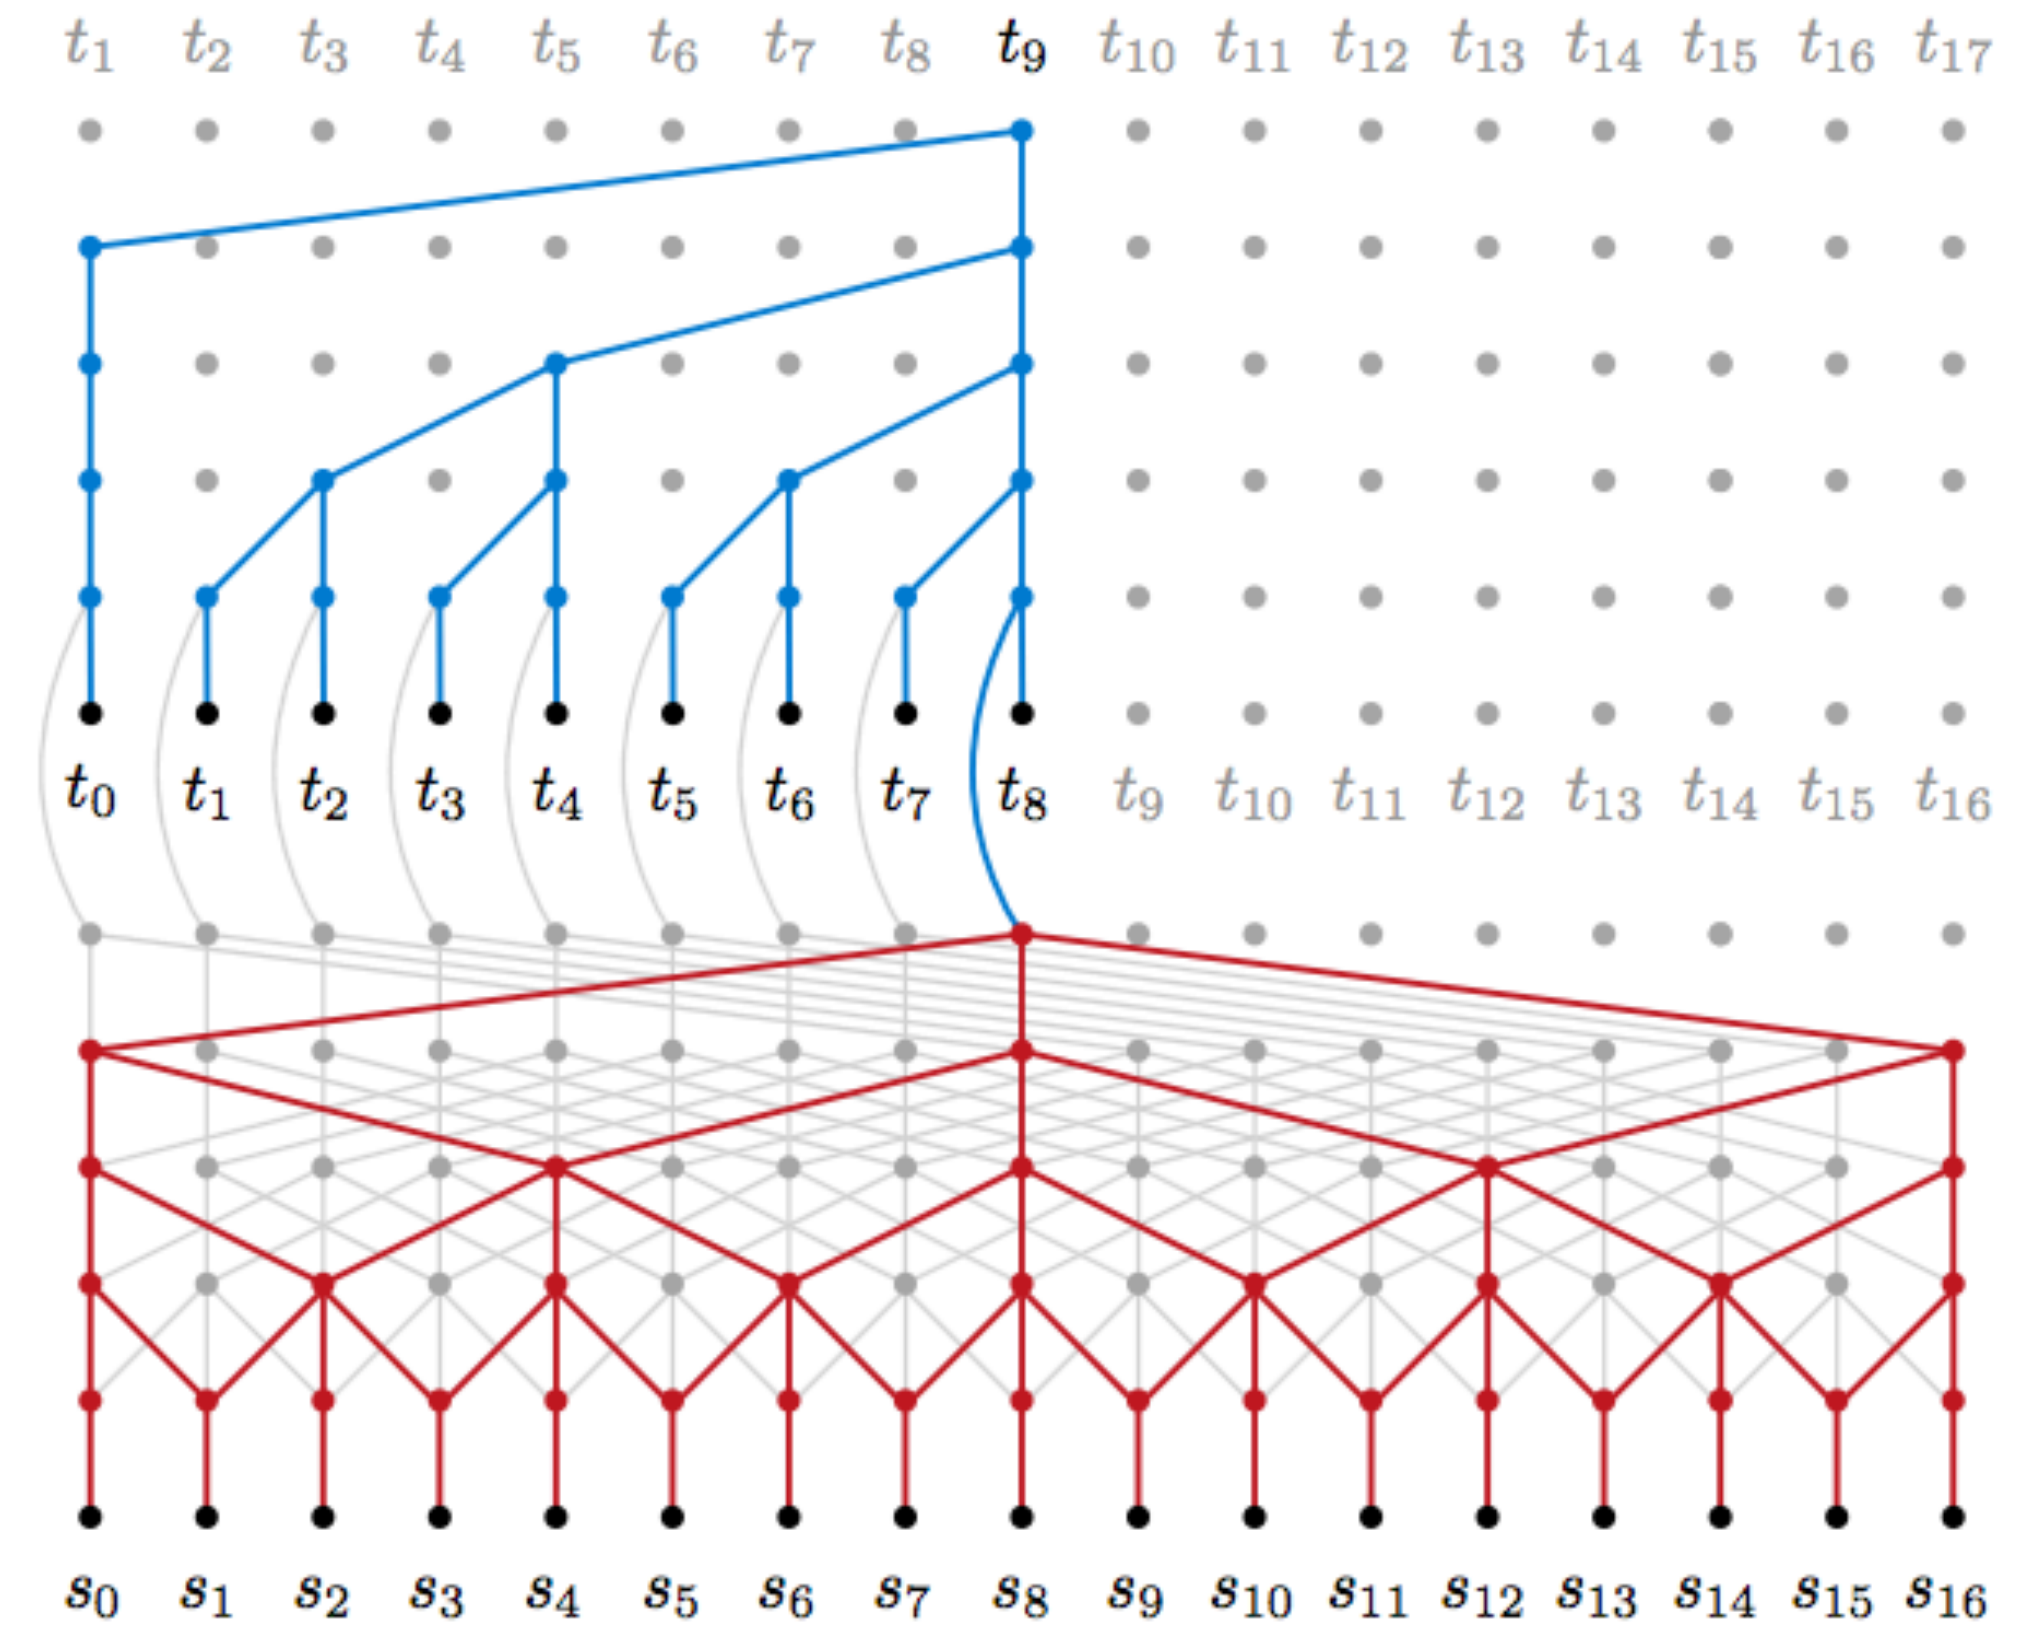 t₁ t₂ t₃ t₄ t₅ t₆ t₇ t₈ t₉ t₁₀ t₁₁ t₁₂ t₁₃ t₁₄ t₁₅ t₁₆ t₁₇
t₀ t₁ t₂ t₃ t₄ t₅ t₆ t₇ t₈ t₉ t₁₀ t₁₁ t₁₂ t₁₃ t₁₄ t₁₅ t₁₆
s₀ s₁ s₂ s₃ s₄ s₅ s₆ s₇ s₈ s₉ s₁₀ s₁₁ s₁₂ s₁₃ s₁₄ s₁₅ s₁₆